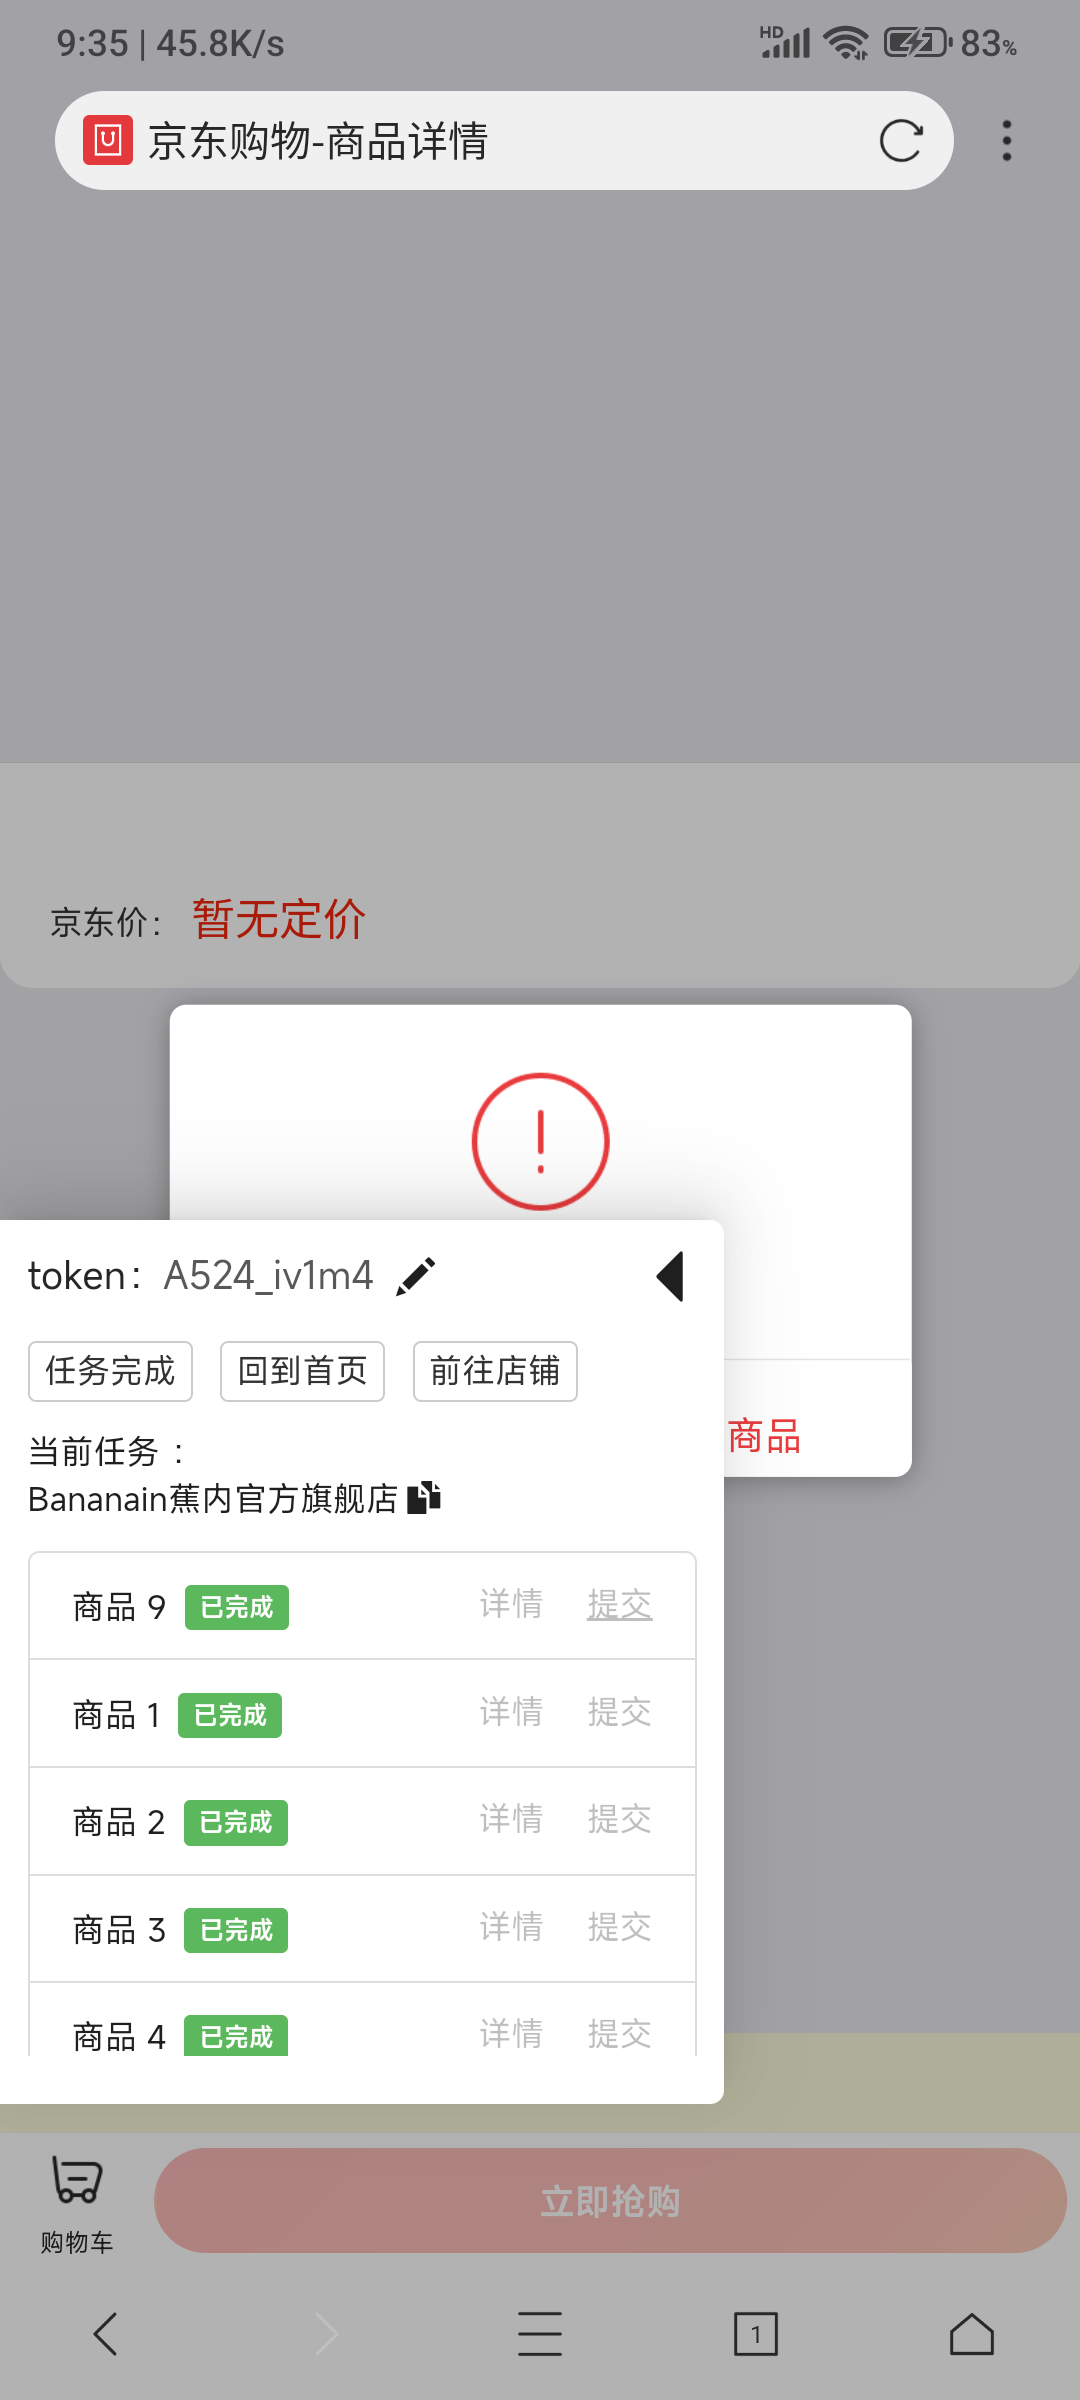 9:35 | 45.8K/s HD 83%
京东购物-商品详情
京东价： 暂无定价
token： A524_iv1m4
任务完成 回到首页 前往店铺
商品
当前任务 ：
Bananain蕉内官方旗舰店
商品 9 已完成 详情 提交
商品 1 已完成 详情 提交
商品 2 已完成 详情 提交
商品 3 已完成 详情 提交
商品 4 已完成 详情 提交
购物车 立即抢购
1